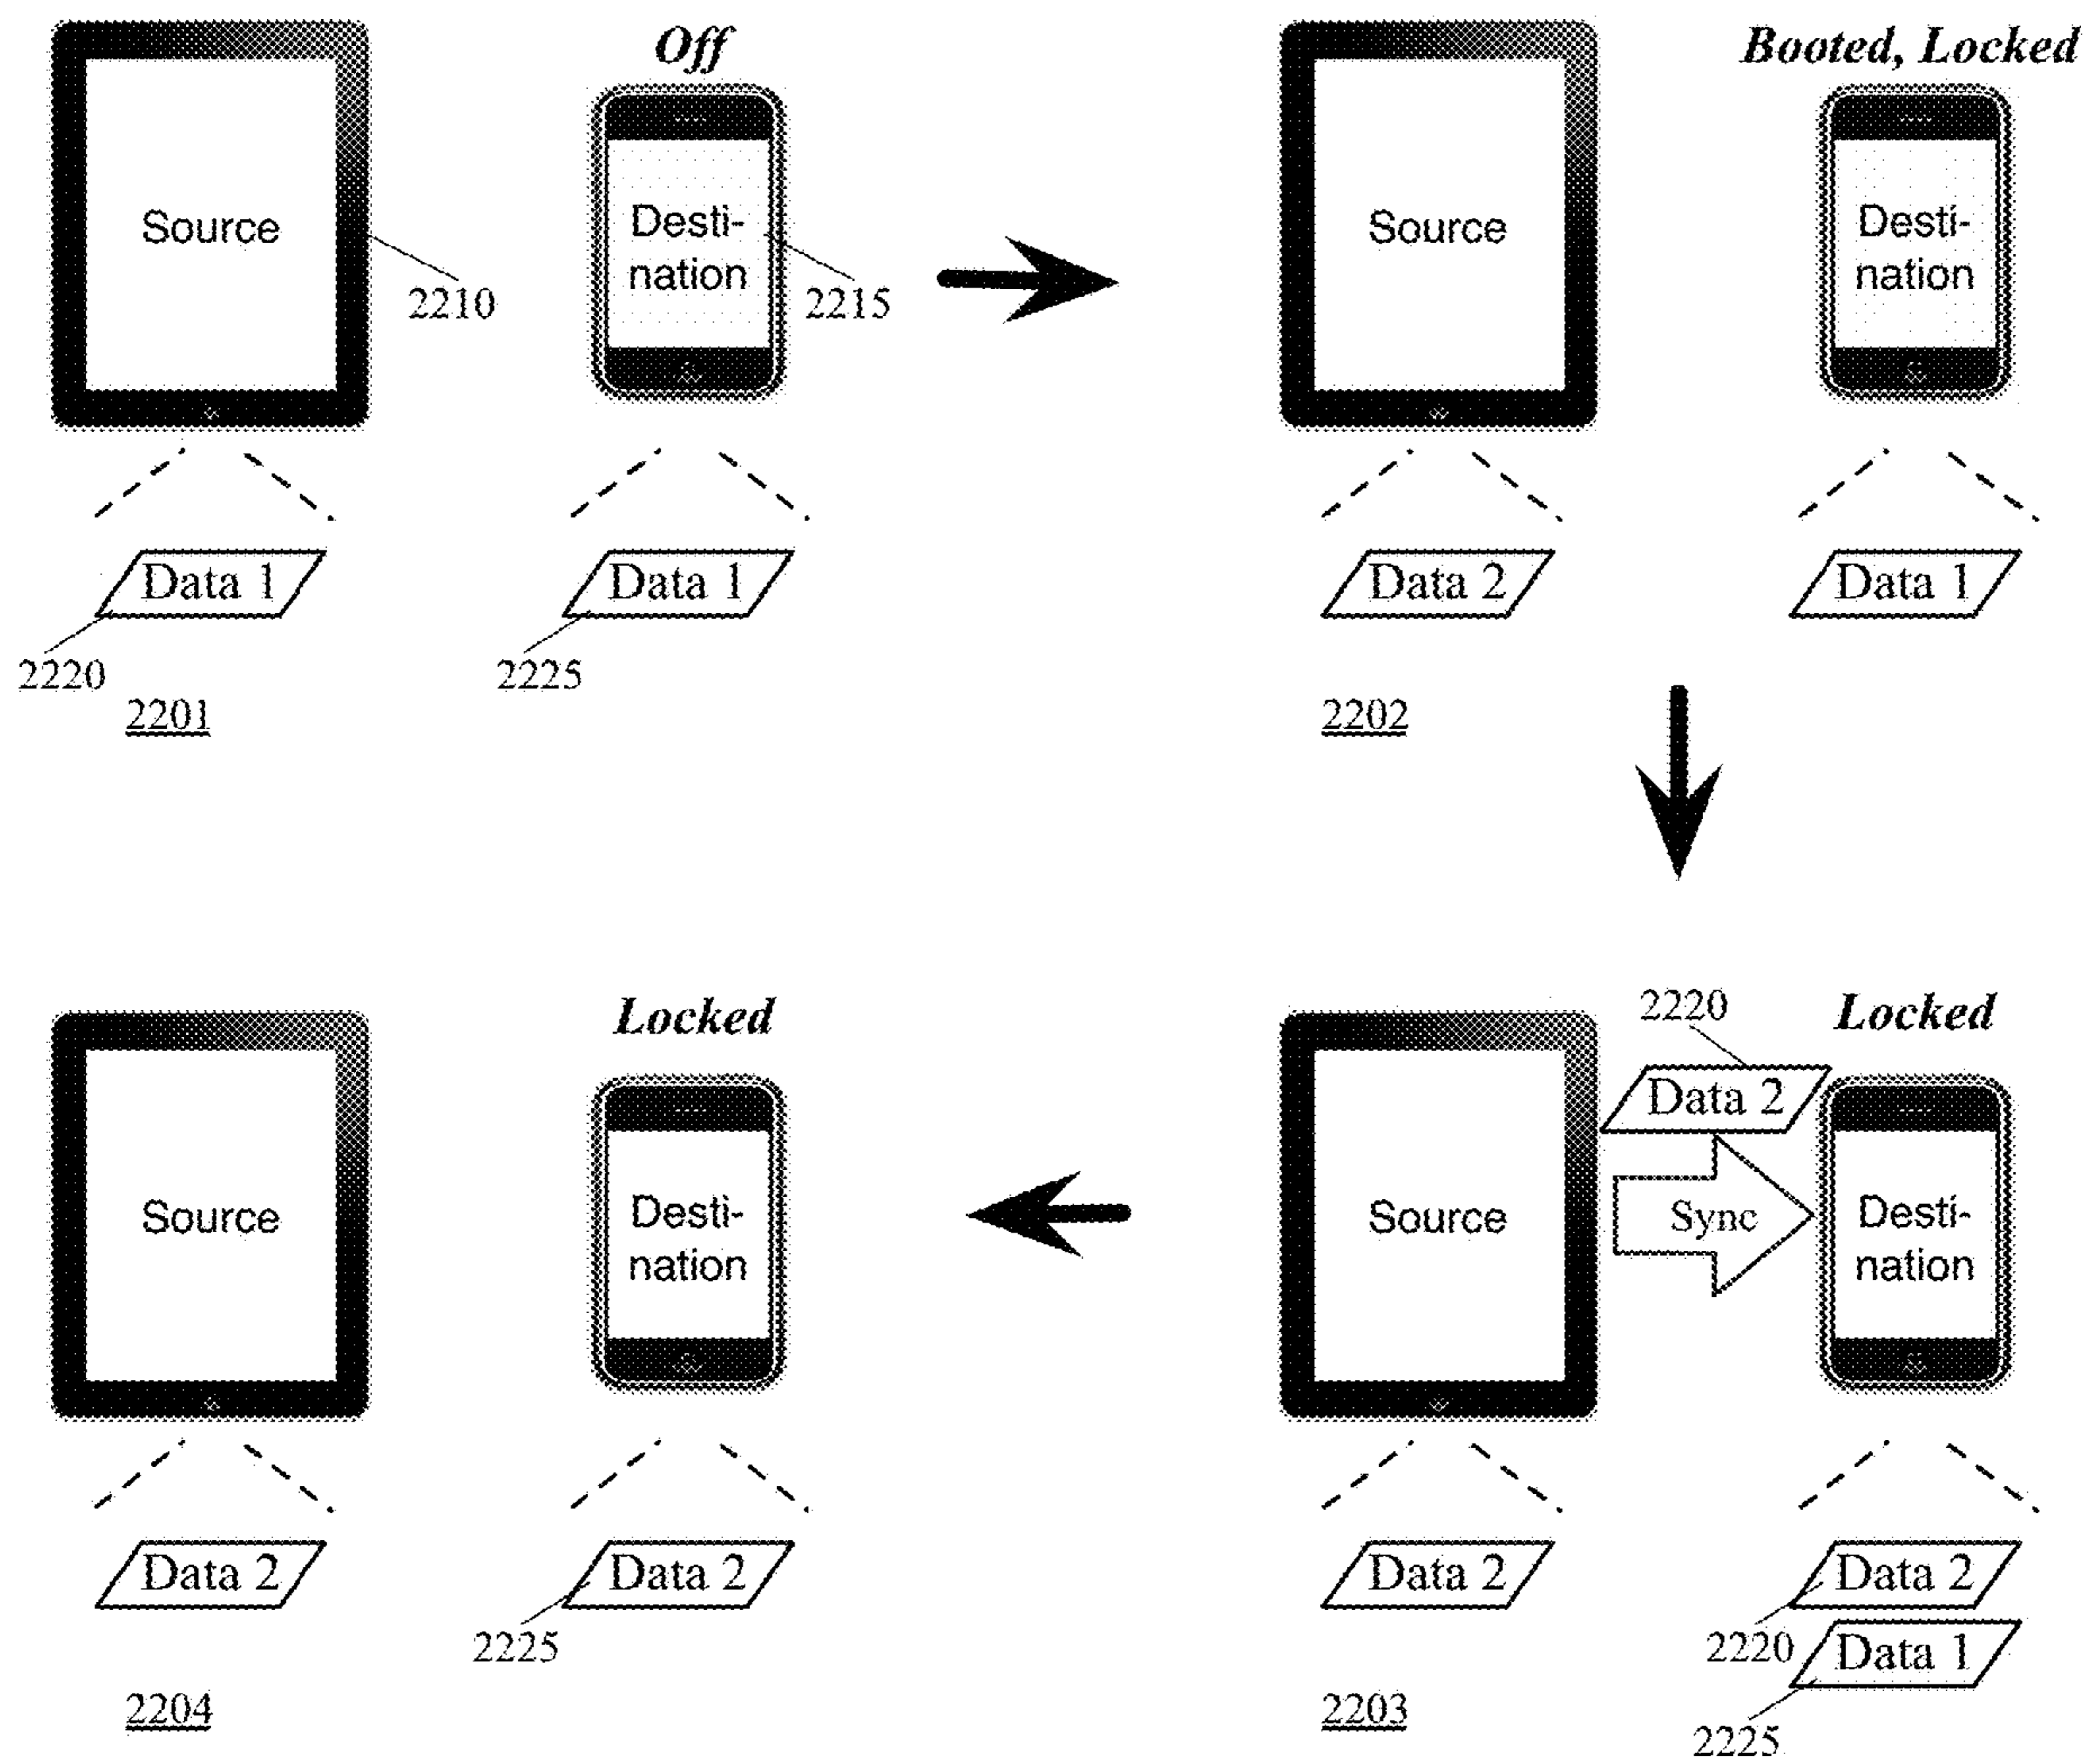 Off
Source
Desti-
nation
2210
2215
Data 1
Data 1
2220
2225
2201
Booted, Locked
Source
Desti-
nation
Data 2
Data 1
2202
2220
Locked
Data 2
Source
Sync
Desti-
nation
Data 2
Data 2
2220
Data 1
2225
2203
Locked
Source
Desti-
nation
Data 2
Data 2
2225
2204